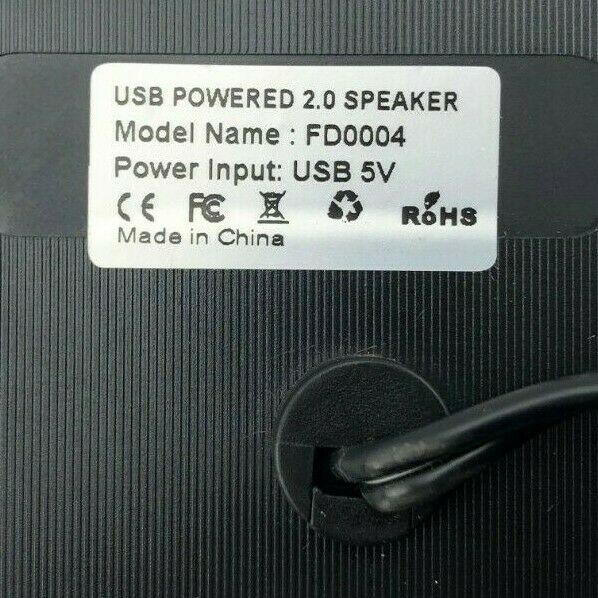 USB POWERED 2.0 SPEAKER
Model Name : FD0004
Power Input: USB 5V
CE FC RoHS
Made in China